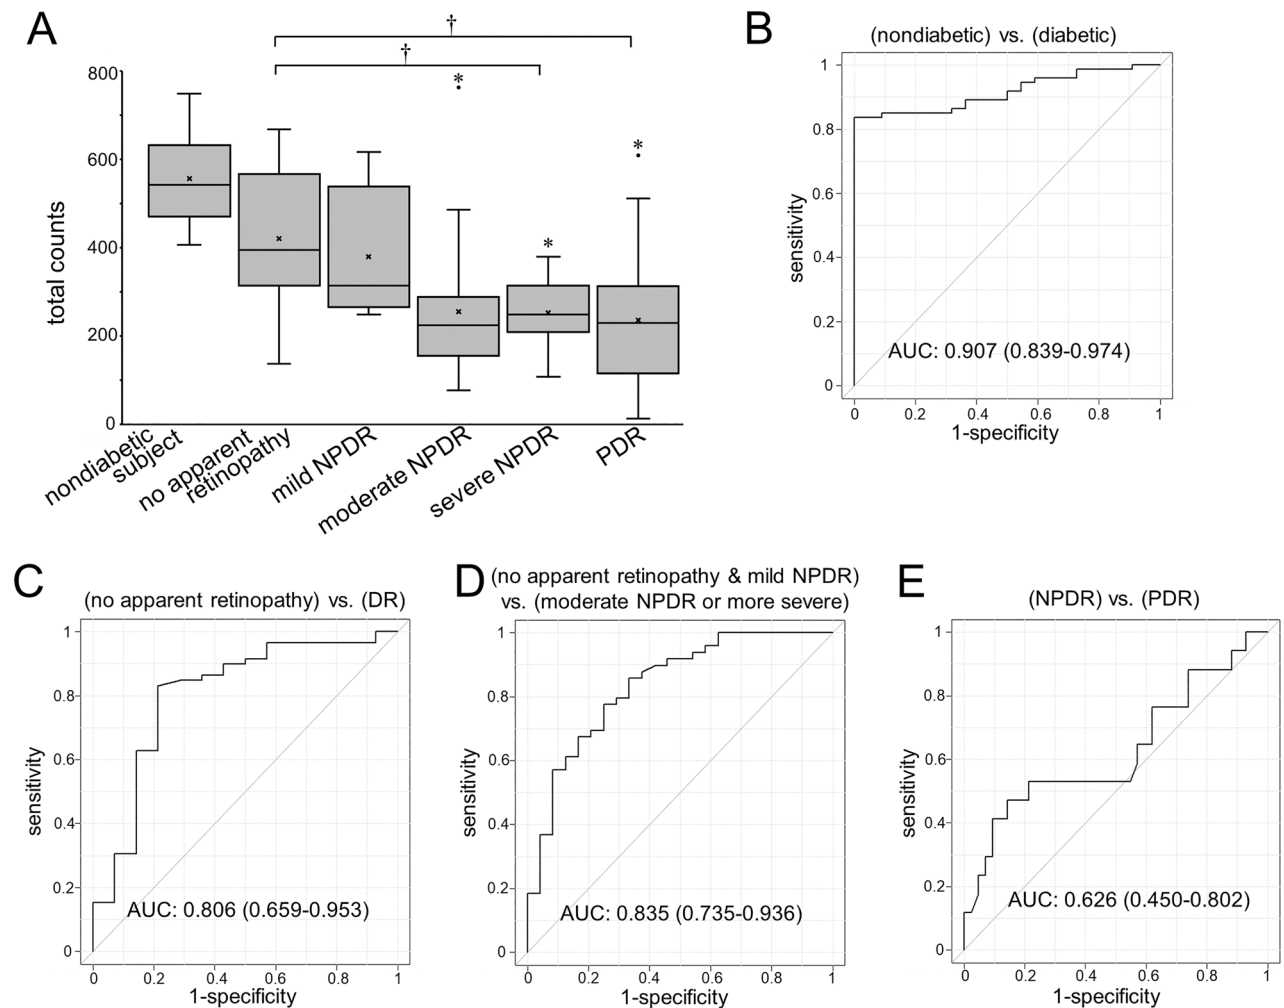 A
†
†
*
*
*
800
600
400
200
0
total counts
nondiabetic
subject
no apparent
retinopathy
mild NPDR
moderate NPDR
severe NPDR
PDR
B
(nondiabetic) vs. (diabetic)
1
0.8
0.6
0.4
0.2
0
sensitivity
AUC: 0.907 (0.839-0.974)
0 0.2 0.4 0.6 0.8 1
1-specificity
C
(no apparent retinopathy) vs. (DR)
1
0.8
0.6
0.4
0.2
0
sensitivity
AUC: 0.806 (0.659-0.953)
0 0.2 0.4 0.6 0.8 1
1-specificity
D
(no apparent retinopathy & mild NPDR)
vs. (moderate NPDR or more severe)
1
0.8
0.6
0.4
0.2
0
sensitivity
AUC: 0.835 (0.735-0.936)
0 0.2 0.4 0.6 0.8 1
1-specificity
E
(NPDR) vs. (PDR)
1
0.8
0.6
0.4
0.2
0
sensitivity
AUC: 0.626 (0.450-0.802)
0 0.2 0.4 0.6 0.8 1
1-specificity